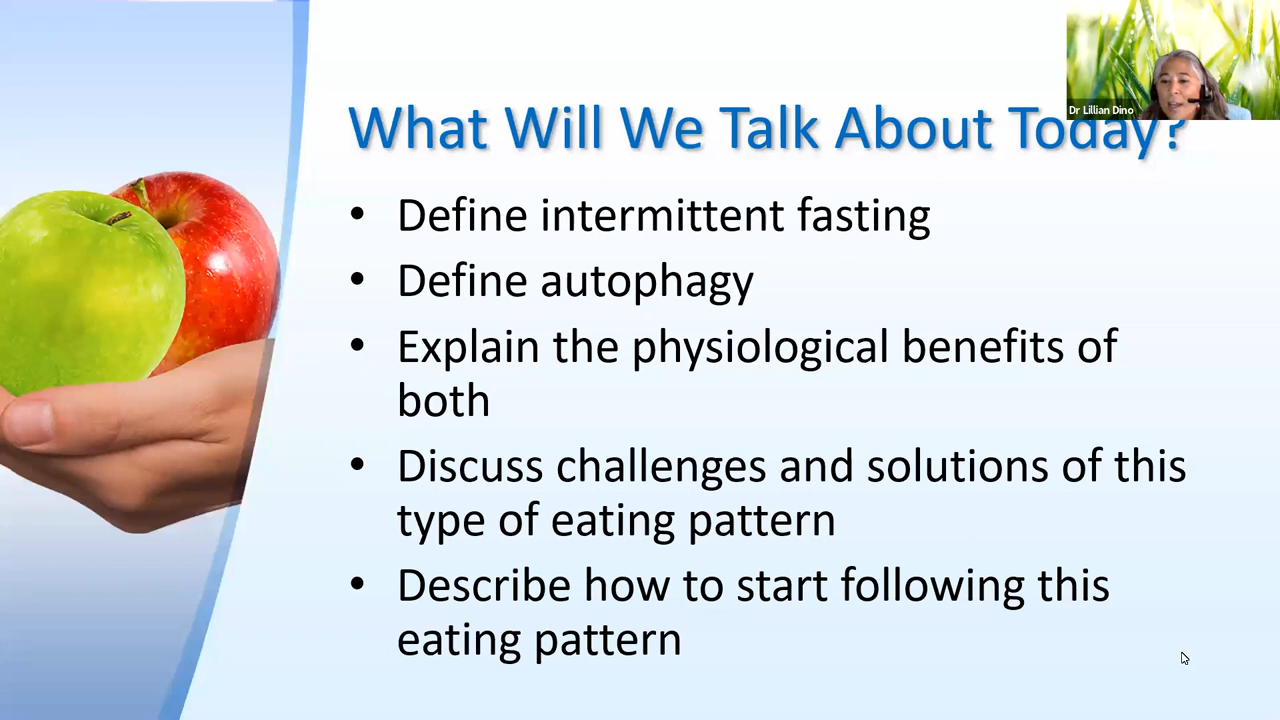 Dr Lillian Dino
What Will We Talk About Today?
• Define intermittent fasting
• Define autophagy
• Explain the physiological benefits of
both
• Discuss challenges and solutions of this
type of eating pattern
• Describe how to start following this
eating pattern